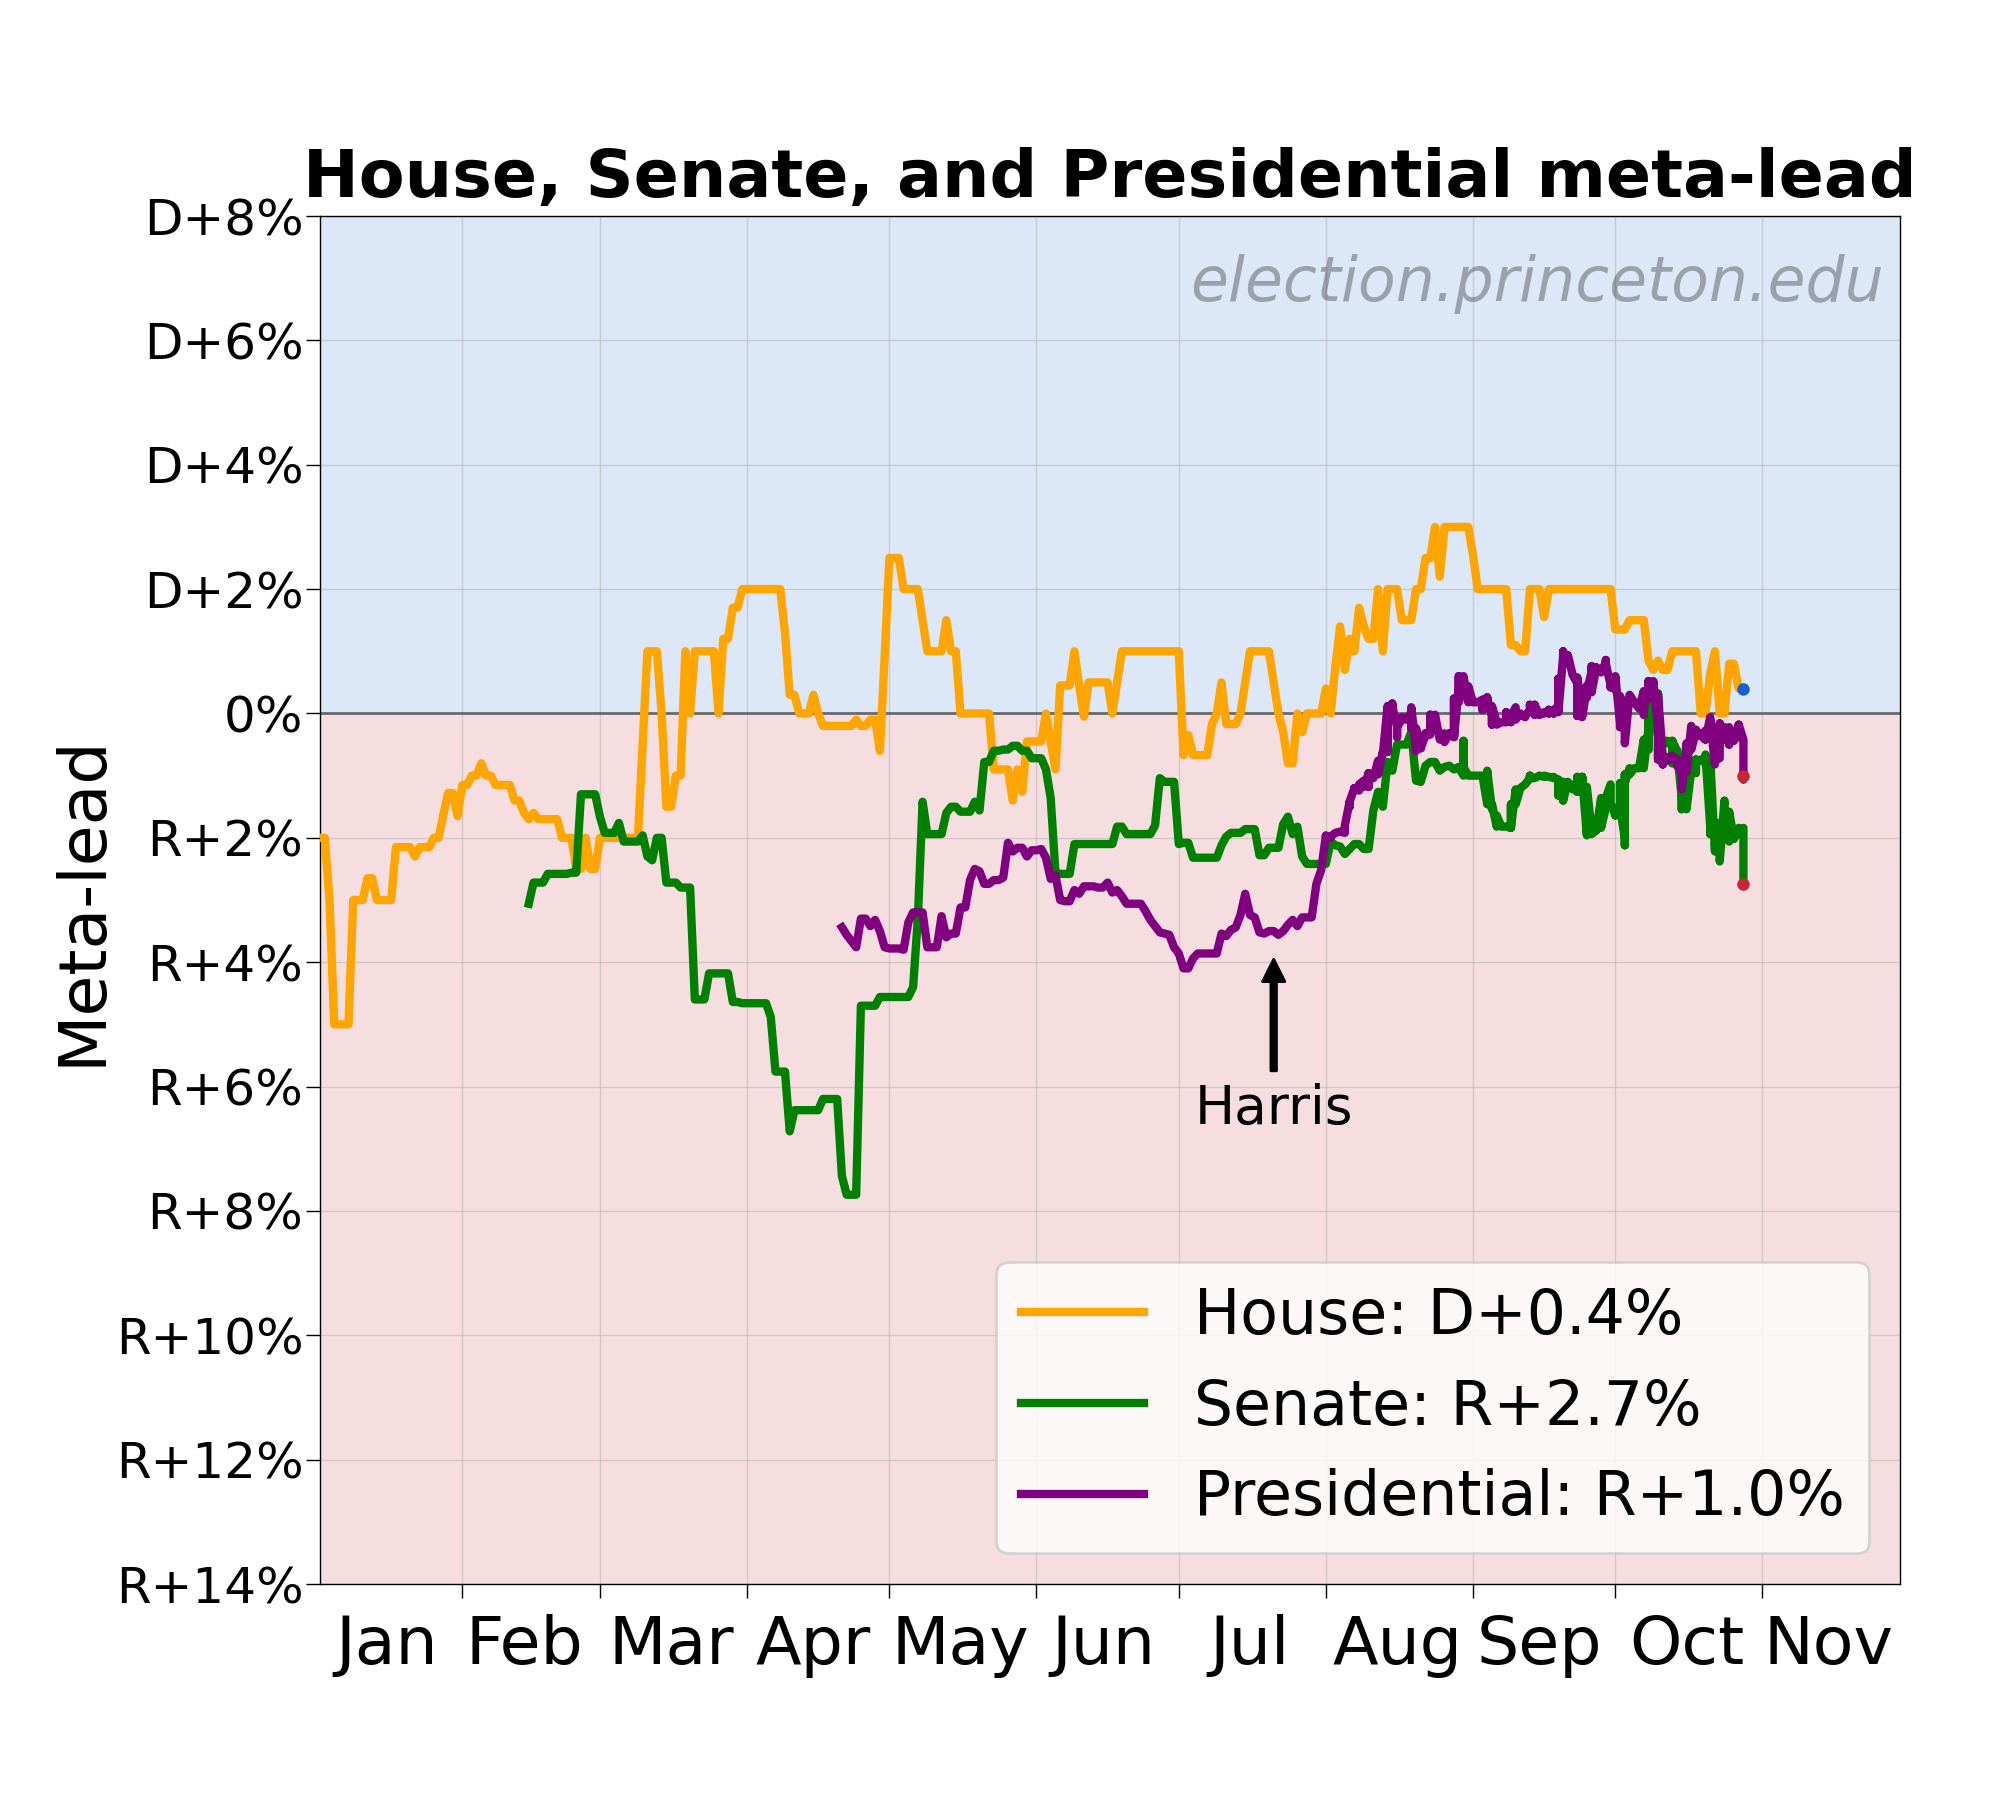 House, Senate, and Presidential meta-lead
election.princeton.edu
Meta-lead
D+8%
D+6%
D+4%
D+2%
0%
R+2%
R+4%
R+6%
R+8%
R+10%
R+12%
R+14%
Harris
House: D+0.4%
Senate: R+2.7%
Presidential: R+1.0%
Jan Feb Mar Apr May Jun Jul Aug Sep Oct Nov